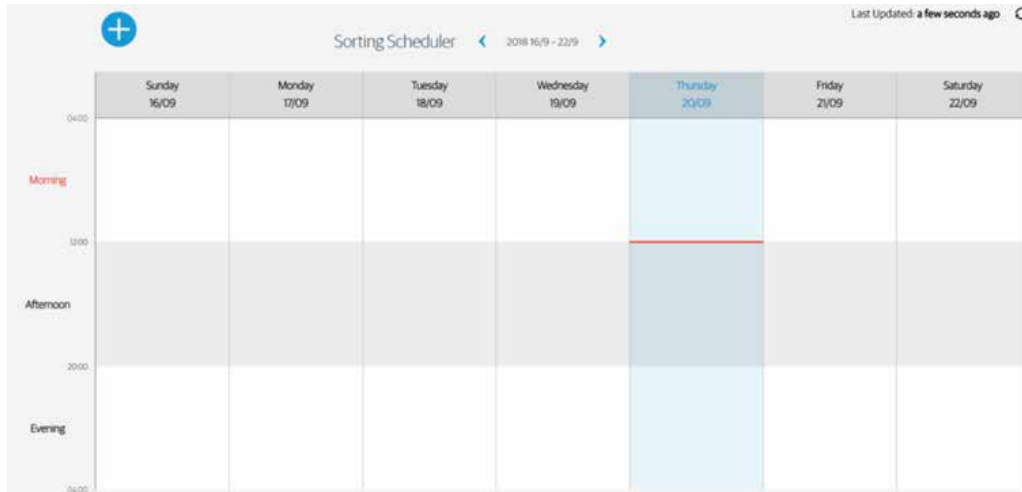 Last Updated: a few seconds ago
Sorting Scheduler 2018 16/9 - 22/9
Sunday Monday Tuesday Wednesday Thursday Friday Saturday
16/09 17/09 18/09 19/09 20/09 21/09 22/09
04:00
Morning
12:00
Afternoon
20:00
Evening
04:00